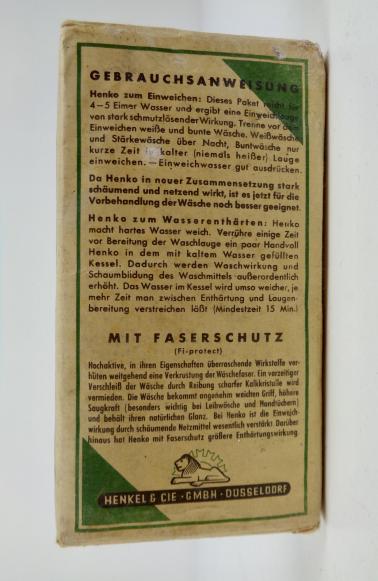 GEBRAUCHSANWEISUNG
Henko zum Einweichen: Dieses Paket reicht für
4–5 Eimer Wasser und ergibt eine Einweichlauge
von stark schmutzlösender Wirkung. Trenne vor dem
Einweichen weiße und bunte Wäsche. Weißwäsche
und Stärkewäsche über Nacht, Buntwäsche nur
kurze Zeit in kalter (niemals heißer) Lauge
einweichen. — Einweichwasser gut ausdrücken.
Da Henko in neuer Zusammensetzung stark
schäumend und netzend wirkt, ist es jetzt für die
Vorbehandlung der Wäsche noch besser geeignet.
Henko zum Wasserenthärten: Henko
macht hartes Wasser weich. Verrühre einige Zeit
vor Bereitung der Waschlauge ein paar Handvoll
Henko in dem mit kaltem Wasser gefüllten
Kessel. Dadurch werden Waschwirkung und
Schaumbildung des Waschmittels außerordentlich
erhöht. Das Wasser im Kessel wird umso weicher, je
mehr Zeit man zwischen Enthärtung und Laugen-
bereitung verstreichen läßt (Mindestzeit 15 Min.)
MIT FASERSCHUTZ
(Fi-protect)
Hochaktive, in ihren Eigenschaften überraschende Wirkstoffe ver-
hüten weitgehend eine Verkrustung der Wäschefaser. Ein vorzeitiger
Verschleiß der Wäsche durch Reibung scharfer Kalkkristalle wird
vermieden. Die Wäsche bekommt angenehm weichen Griff, höhere
Saugkraft (besonders wichtig bei Leibwäsche und Handtüchern)
und behält ihren natürlichen Glanz. Bei Henko ist die Einweich-
wirkung durch schäumende Netzmittel wesentlich verstärkt. Darüber
hinaus hat Henko mit Faserschutz größere Enthärtungswirkung.
HENKEL & CIE · GMBH · DÜSSELDORF